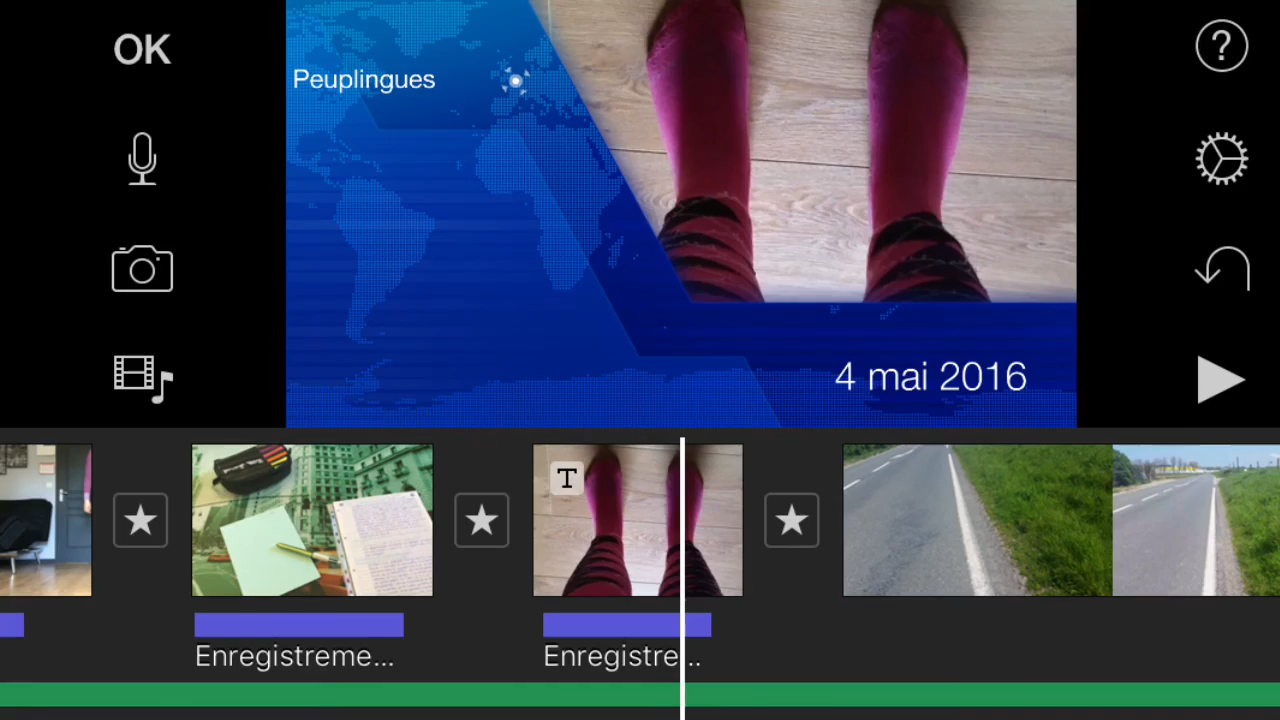 OK
Peuplingues
4 mai 2016
T
Enregistreme...
Enregistre...